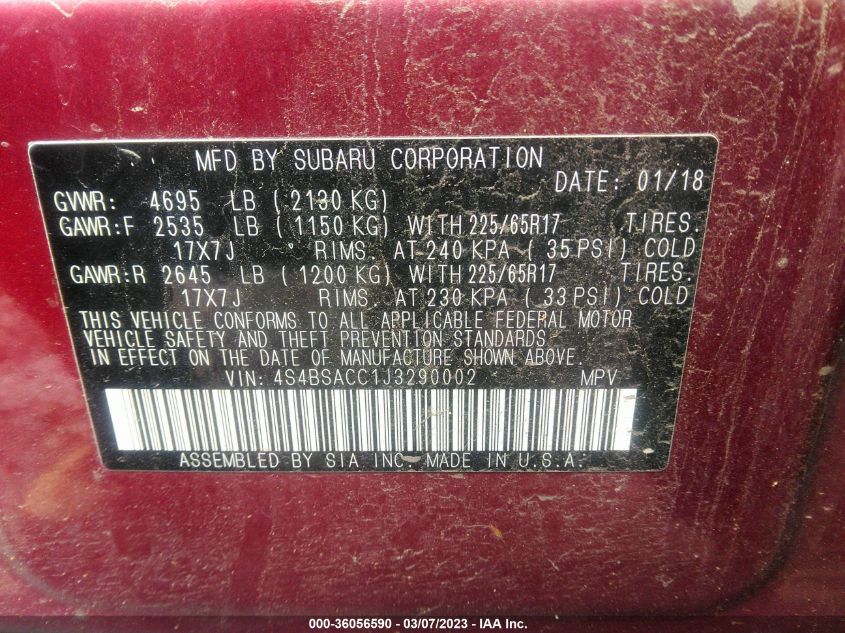 MFD BY SUBARU CORPORATION
DATE: 01/18
GVWR: 4695 LB ( 2130 KG)
GAWR:F 2535 LB ( 1150 KG) WITH 225/65R17 TIRES.
17X7J RIMS. AT 240 KPA ( 35 PSI) COLD
GAWR:R 2645 LB ( 1200 KG) WITH 225/65R17 TIRES.
17X7J RIMS. AT 230 KPA ( 33 PSI) COLD
THIS VEHICLE CONFORMS TO ALL APPLICABLE FEDERAL MOTOR
VEHICLE SAFETY AND THEFT PREVENTION STANDARDS
IN EFFECT ON THE DATE OF MANUFACTURE SHOWN ABOVE.
VIN: 4S4BSACC1J3290002 MPV
ASSEMBLED BY SIA INC. MADE IN U.S.A.
000-36056590 — 03/07/2023 — IAA Inc.